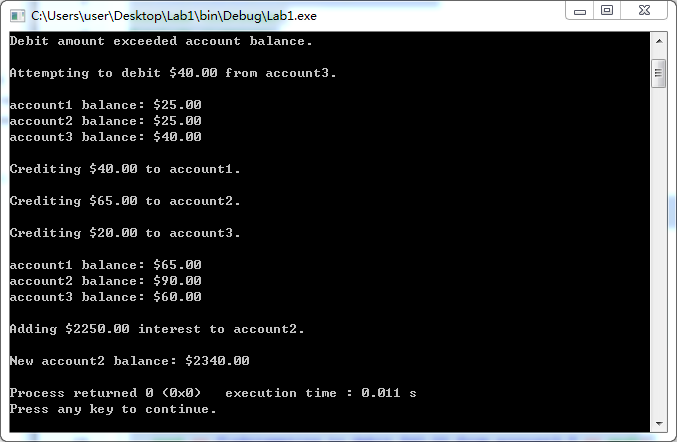 C:\Users\user\Desktop\Lab1\bin\Debug\Lab1.exe
Debit amount exceeded account balance.
Attempting to debit $40.00 from account3.
account1 balance: $25.00
account2 balance: $25.00
account3 balance: $40.00
Crediting $40.00 to account1.
Crediting $65.00 to account2.
Crediting $20.00 to account3.
account1 balance: $65.00
account2 balance: $90.00
account3 balance: $60.00
Adding $2250.00 interest to account2.
New account2 balance: $2340.00
Process returned 0 (0x0)   execution time : 0.011 s
Press any key to continue.